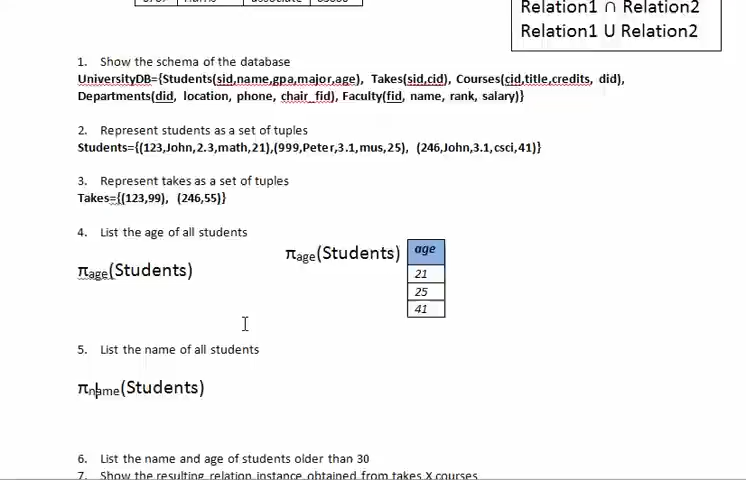 Relation1 ∩ Relation2
Relation1 U Relation2
1. Show the schema of the database
UniversityDB={Students(sid,name,gpa,major,age), Takes(sid,cid), Courses(cid,title,credits, did),
Departments(did, location, phone, chair_fid), Faculty(fid, name, rank, salary)}
2. Represent students as a set of tuples
Students={(123,John,2.3,math,21),(999,Peter,3.1,mus,25), (246,John,3.1,csci,41)}
3. Represent takes as a set of tuples
Takes={(123,99), (246,55)}
4. List the age of all students
πage(Students)
πage(Students)
age
21
25
41
5. List the name of all students
πname(Students)
6. List the name and age of students older than 30
7. Show the resulting relation instance obtained from takes X courses